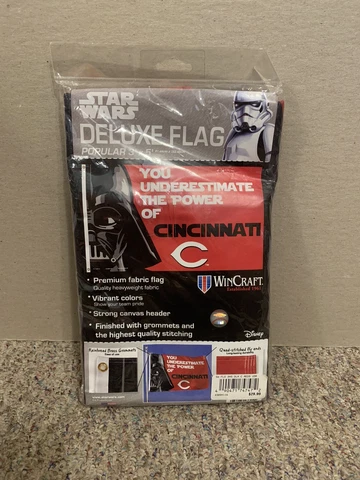 STAR
WARS
DELUXE FLAG
POPULAR
YOU
UNDERESTIMATE
THE POWER
OF
CINCINNATI
C
• Premium fabric flag
Quality heavyweight fabric
WINCRAFT
• Vibrant colors
Show your team pride
• Strong canvas header
• Finished with grommets and
the highest quality stitching
Disney
YOU
UNDERESTIMATE
THE POWER OF
CINCINNATI